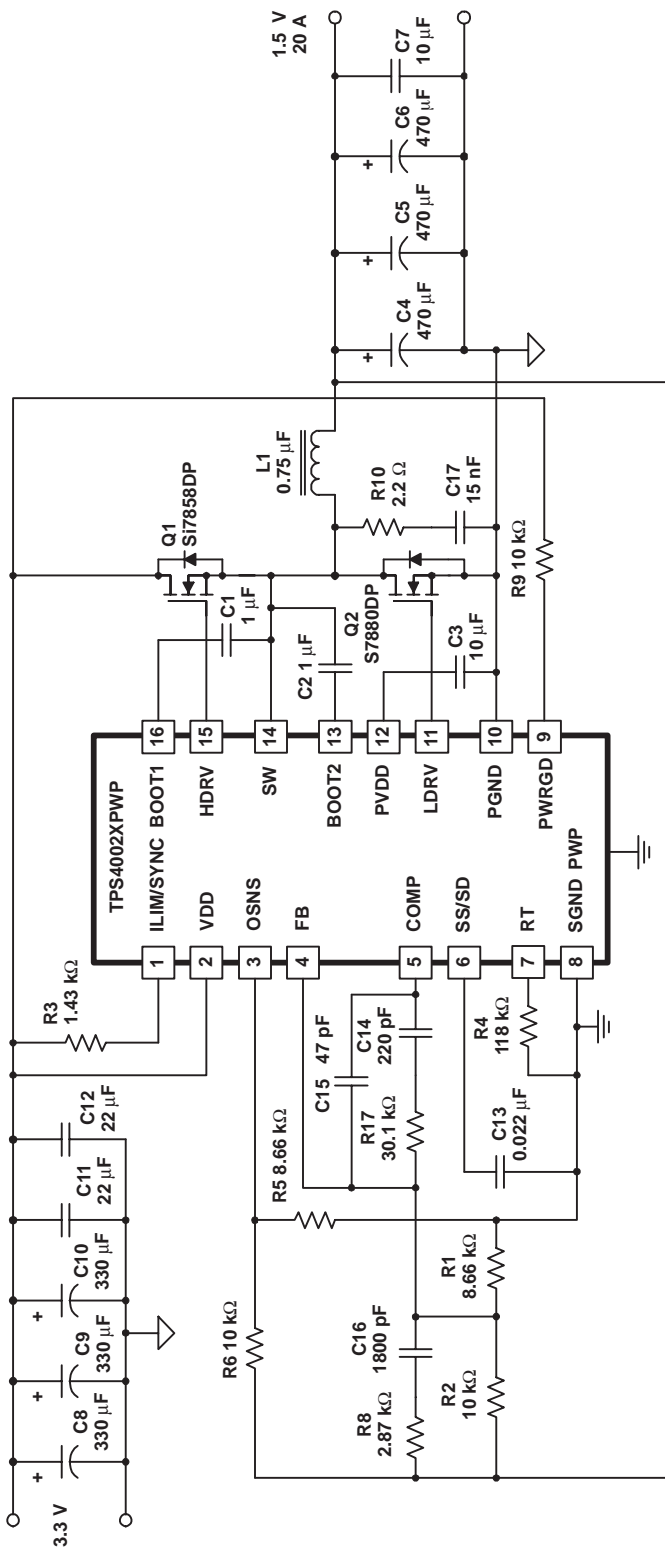 3.3 V
C8
330 µF
+
C9
330 µF
+
C10
330 µF
+
C11
22 µF
C12
22 µF
R3
1.43 kΩ
TPS4002XPWP
1
ILIM/SYNC
BOOT1
16
2
VDD
HDRV
15
3
OSNS
SW
14
4
FB
BOOT2
13
PVDD
12
5
COMP
LDRV
11
6
SS/SD
PGND
10
7
RT
PWRGD
9
8
SGND
PWP
R6 10 kΩ
R5 8.66 kΩ
C15
47 pF
R17
30.1 kΩ
C14
220 pF
R8
2.87 kΩ
C16
1800 pF
R2
10 kΩ
R1
8.66 kΩ
C13
0.022 µF
R4
118 kΩ
Q1
Si7858DP
C1
1 µF
C2 1 µF
Q2
S7880DP
C3
10 µF
R9 10 kΩ
L1
0.75 µF
R10
2.2 Ω
C17
15 nF
+
C4
470 µF
+
C5
470 µF
+
C6
470 µF
C7
10 µF
1.5 V
20 A